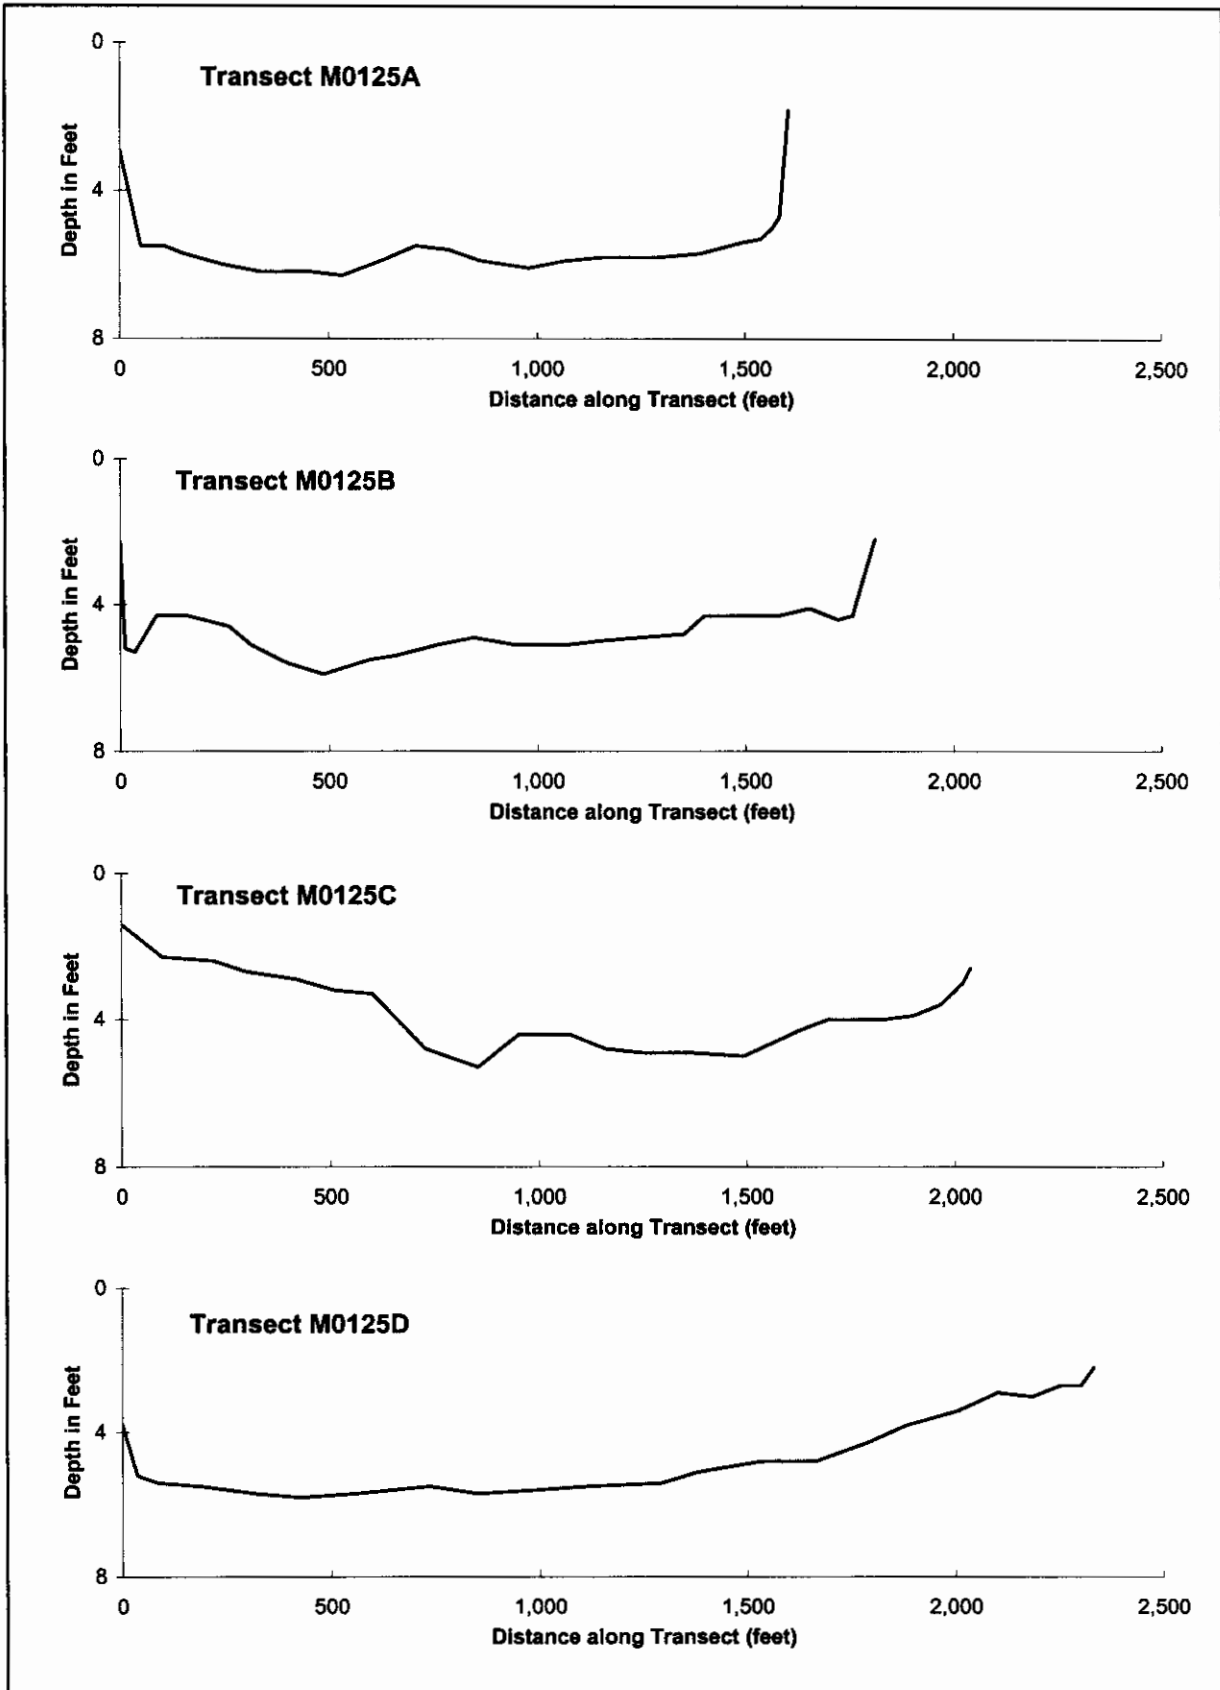 0
Transect M0125A
Depth in Feet
4
8
0 500 1,000 1,500 2,000 2,500
Distance along Transect (feet)
0
Transect M0125B
Depth in Feet
4
8
0 500 1,000 1,500 2,000 2,500
Distance along Transect (feet)
0
Transect M0125C
Depth in Feet
4
8
0 500 1,000 1,500 2,000 2,500
Distance along Transect (feet)
0
Transect M0125D
Depth in Feet
4
8
0 500 1,000 1,500 2,000 2,500
Distance along Transect (feet)